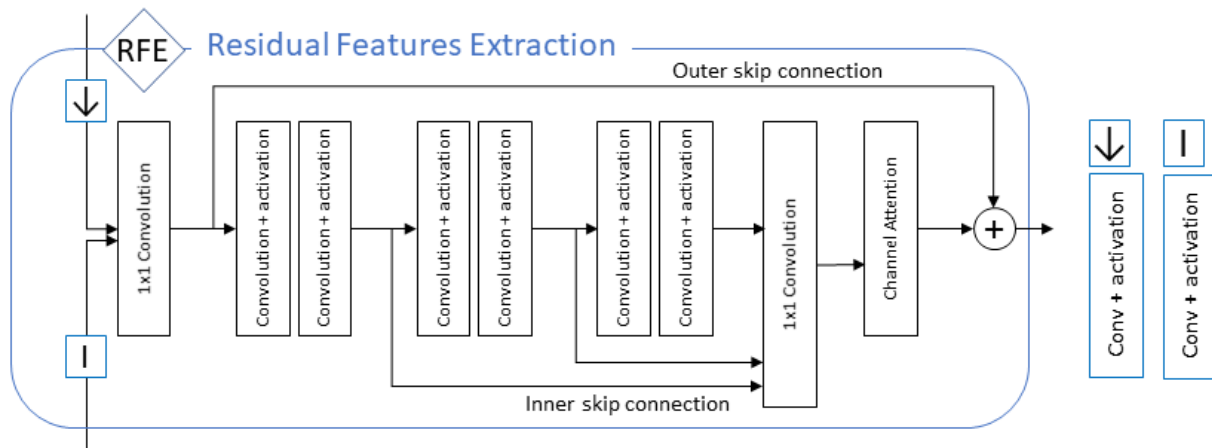 RFE
Residual Features Extraction
Outer skip connection
1x1 Convolution
Convolution + activation
Convolution + activation
Convolution + activation
Convolution + activation
Convolution + activation
Convolution + activation
1x1 Convolution
Channel Attention
+
Inner skip connection
↓
I
↓
Conv + activation
I
Conv + activation